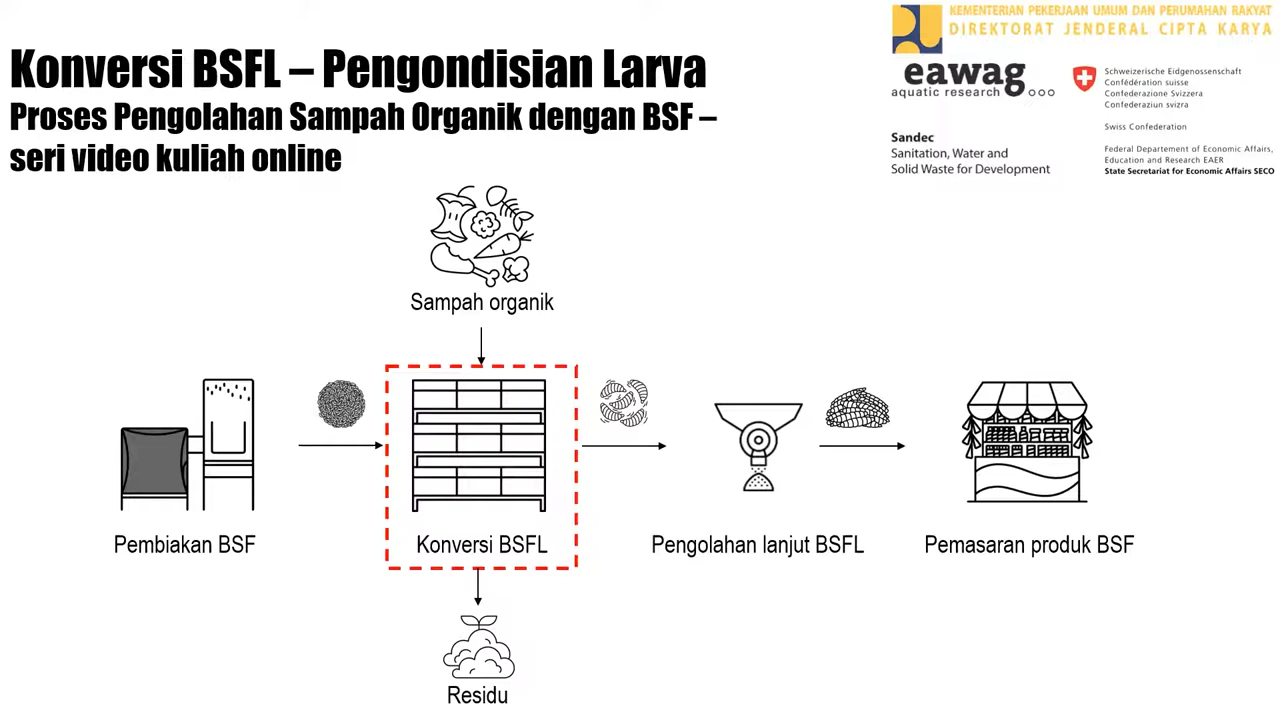 KEMENTERIAN PEKERJAAN UMUM DAN PERUMAHAN RAKYAT
DIREKTORAT JENDERAL CIPTA KARYA
Konversi BSFL – Pengondisian Larva
Proses Pengolahan Sampah Organik dengan BSF –
seri video kuliah online
eawag
aquatic research
Schweizerische Eidgenossenschaft
Confédération suisse
Confederazione Svizzera
Confederaziun svizra
Swiss Confederation
Federal Departement of Economic Affairs,
Education and Research EAER
State Secretariat for Economic Affairs SECO
Sandec
Sanitation, Water and
Solid Waste for Development
Sampah organik
Pembiakan BSF
Konversi BSFL
Pengolahan lanjut BSFL
Pemasaran produk BSF
Residu